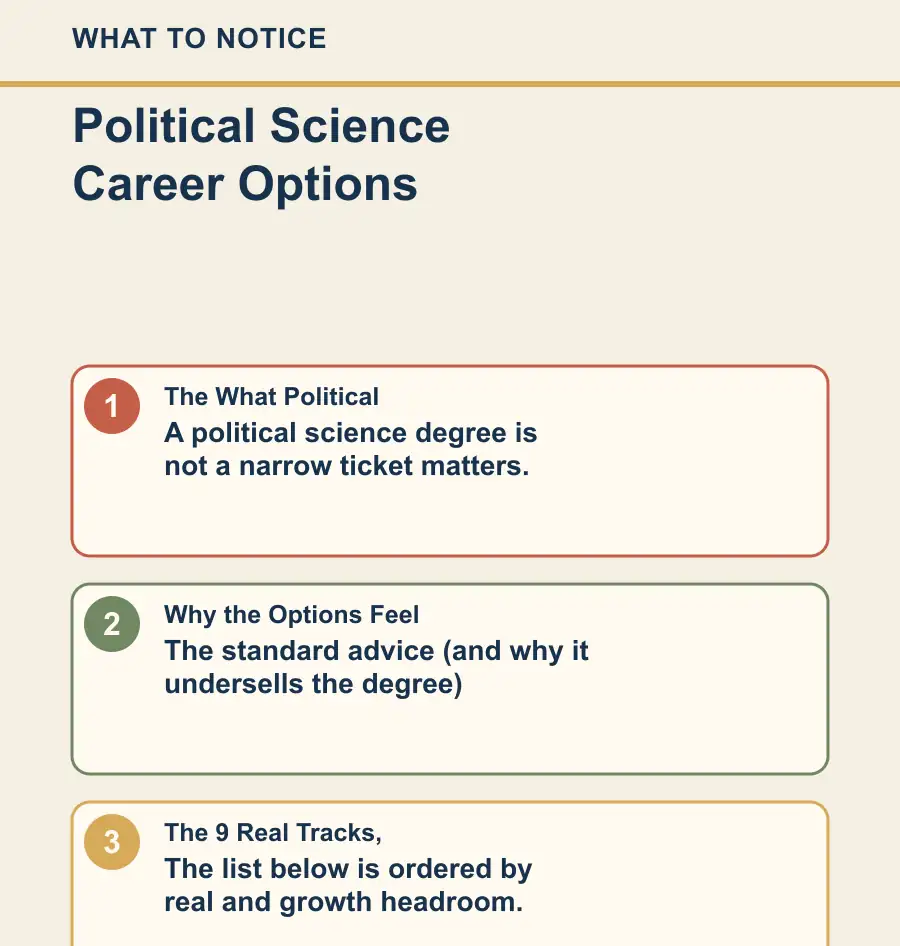 WHAT TO NOTICE
Political Science
Career Options
1
The What Political
A political science degree is
not a narrow ticket matters.
2
Why the Options Feel
The standard advice (and why it
undersells the degree)
3
The 9 Real Tracks,
The list below is ordered by
real and growth headroom.